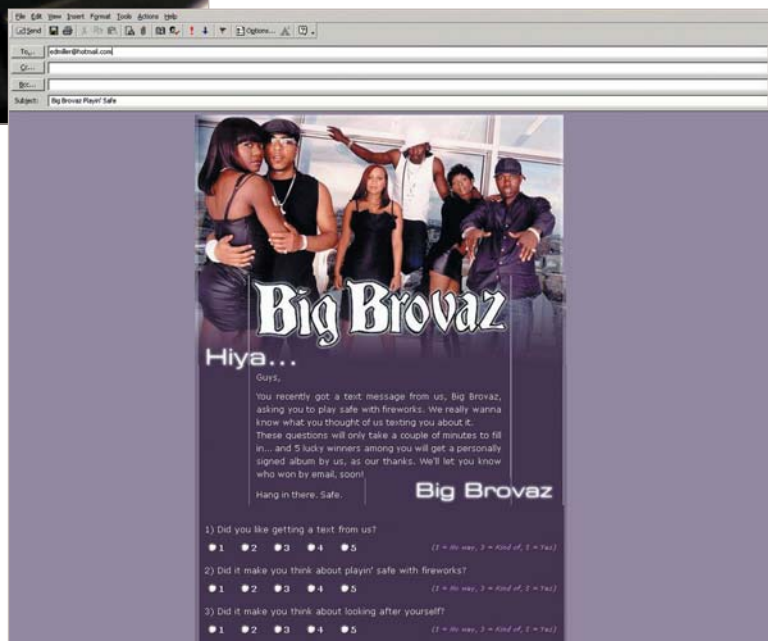 File Edit View Insert Format Tools Actions Help
Send Options...
To... edmiller@hotmail.com
Cc...
Bcc...
Subject: Big Brovaz Playin' Safe
Big Brovaz
Hiya...
Guys,
You recently got a text message from us, Big Brovaz,
asking you to play safe with fireworks. We really wanna
know what you thought of us texting you about it.
These questions will only take a couple of minutes to fill
in... and 5 lucky winners among you will get a personally
signed album by us, as our thanks. We'll let you know
who won by email, soon!
Hang in there. Safe.
Big Brovaz
1) Did you like getting a text from us?
1 2 3 4 5 (1 = No way, 3 = Kind of, 5 = Yes)
2) Did it make you think about playin' safe with fireworks?
1 2 3 4 5 (1 = No way, 3 = Kind of, 5 = Yes)
3) Did it make you think about looking after yourself?
1 2 3 4 5 (1 = No way, 3 = Kind of, 5 = Yes)